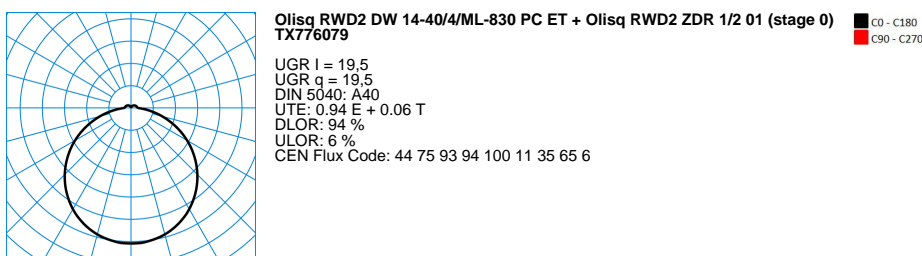 Olisq RWD2 DW 14-40/4/ML-830 PC ET + Olisq RWD2 ZDR 1/2 01 (stage 0)
TX776079
UGR l = 19,5
UGR q = 19,5
DIN 5040: A40
UTE: 0.94 E + 0.06 T
DLOR: 94 %
ULOR: 6 %
CEN Flux Code: 44 75 93 94 100 11 35 65 6
C0 - C180
C90 - C270